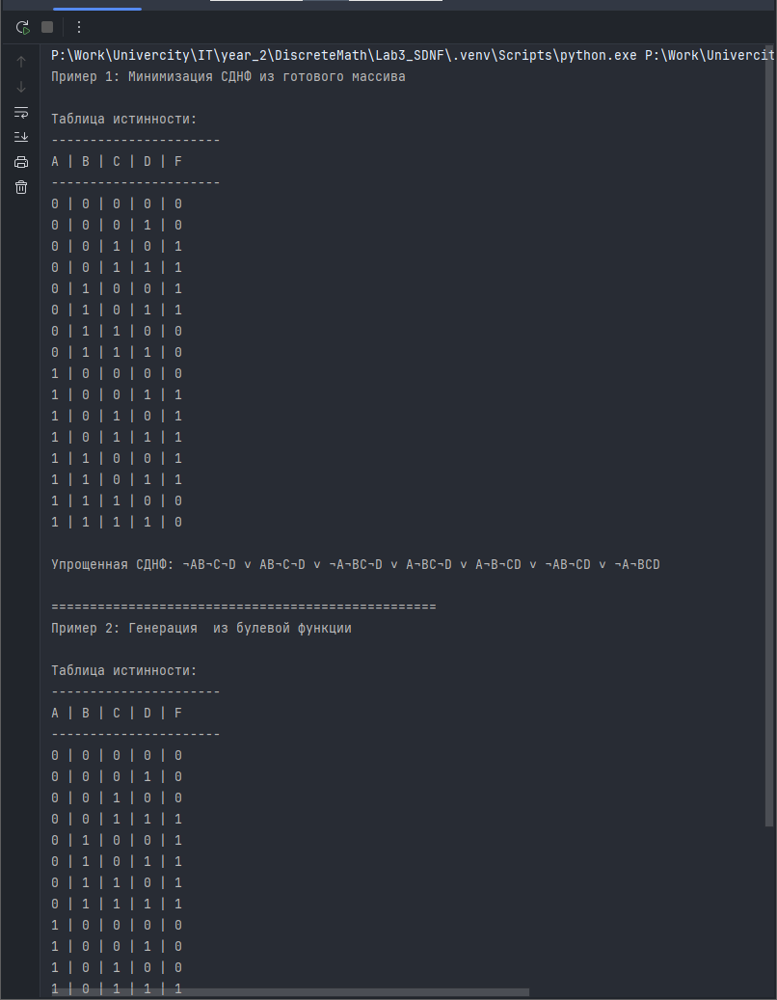 P:\Work\Univercity\IT\year_2\DiscreteMath\Lab3_SDNF\.venv\Scripts\python.exe P:\Work\Univercit
Пример 1: Минимизация СДНФ из готового массива
Таблица истинности:
-----------------------
A | B | C | D | F
-----------------------
0 | 0 | 0 | 0 | 0
0 | 0 | 0 | 1 | 0
0 | 0 | 1 | 0 | 1
0 | 0 | 1 | 1 | 1
0 | 1 | 0 | 0 | 1
0 | 1 | 0 | 1 | 1
0 | 1 | 1 | 0 | 0
0 | 1 | 1 | 1 | 0
1 | 0 | 0 | 0 | 0
1 | 0 | 0 | 1 | 1
1 | 0 | 1 | 0 | 1
1 | 0 | 1 | 1 | 1
1 | 1 | 0 | 0 | 1
1 | 1 | 0 | 1 | 1
1 | 1 | 1 | 0 | 0
1 | 1 | 1 | 1 | 0
Упрощенная СДНФ: ¬AB¬C¬D ∨ AB¬C¬D ∨ ¬A¬BC¬D ∨ A¬BC¬D ∨ A¬B¬CD ∨ ¬AB¬CD ∨ ¬A¬BCD
==================================================
Пример 2: Генерация  из булевой функции
Таблица истинности:
-----------------------
A | B | C | D | F
-----------------------
0 | 0 | 0 | 0 | 0
0 | 0 | 0 | 1 | 0
0 | 0 | 1 | 0 | 0
0 | 0 | 1 | 1 | 1
0 | 1 | 0 | 0 | 1
0 | 1 | 0 | 1 | 1
0 | 1 | 1 | 0 | 1
0 | 1 | 1 | 1 | 1
1 | 0 | 0 | 0 | 0
1 | 0 | 0 | 1 | 0
1 | 0 | 1 | 0 | 0
1 | 0 | 1 | 1 | 1